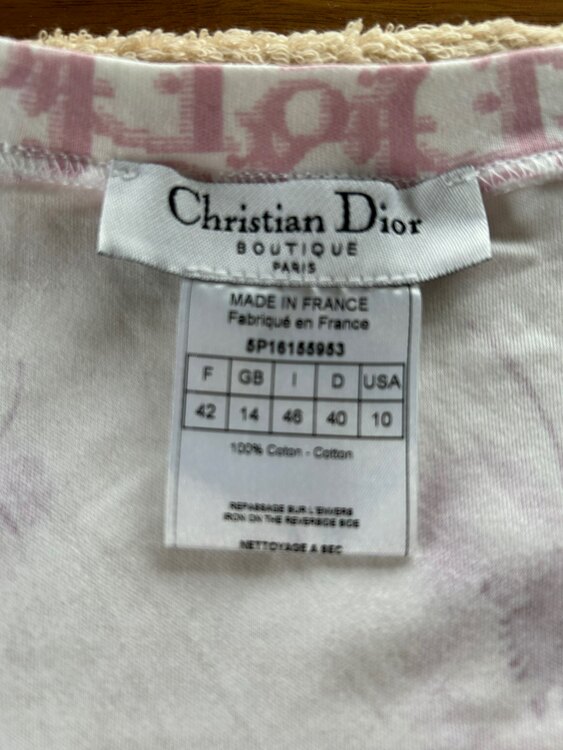 Christian Dior
BOUTIQUE
PARIS
MADE IN FRANCE
Fabriqué en France
5P16155953
F GB I D USA
42 14 46 40 10
100% Coton - Cotton
REPASSAGE SUR L'ENVERS
IRON ON THE REVERSIDE SIDE
NETTOYAGE A SEC